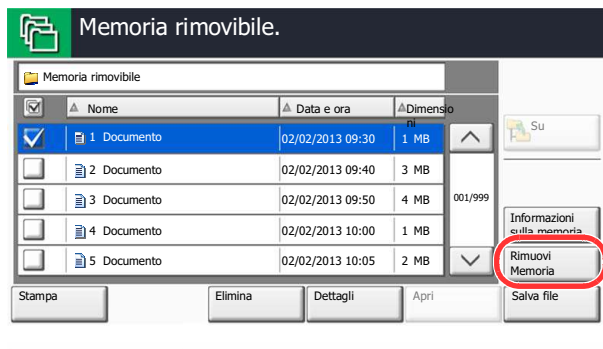 Memoria rimovibile.
Memoria rimovibile
Nome Data e ora Dimensio
ni
1 Documento 02/02/2013 09:30 1 MB
2 Documento 02/02/2013 09:40 3 MB
3 Documento 02/02/2013 09:50 4 MB
4 Documento 02/02/2013 10:00 1 MB
5 Documento 02/02/2013 10:05 2 MB
001/999
Su
Informazioni
sulla memoria
Rimuovi
Memoria
Stampa Elimina Dettagli Apri Salva file